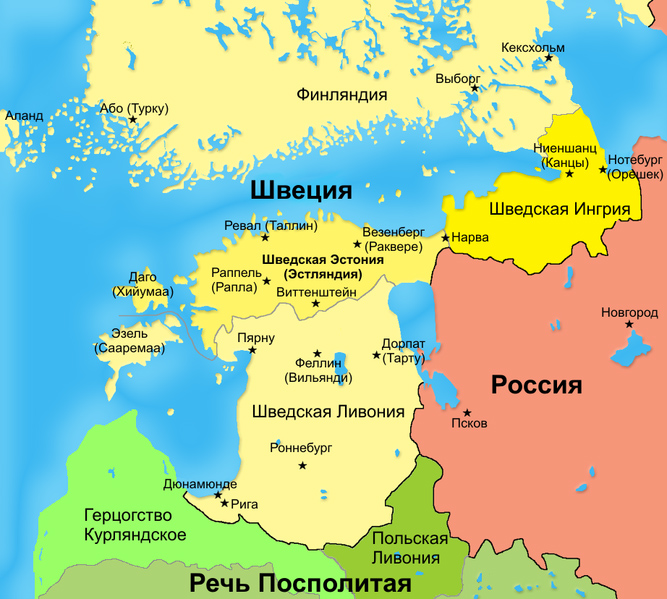 Кексхольм
Выборг
Финляндия
Або (Турку)
Аланд
Ниеншанц
(Канцы)
Нотебург
(Орешек)
Швеция
Шведская Ингрия
Ревал (Таллин)
Везенберг
(Раквере)
Нарва
Шведская Эстония
(Эстляндия)
Раппель
(Рапла)
Даго
(Хийумаа)
Виттенштейн
Новгород
Эзель
(Сааремаа)
Пярну
Дорпат
(Тарту)
Феллин
(Вильянди)
Россия
Шведская Ливония
Псков
Роннебург
Дюнамюнде
Рига
Герцогство
Курляндское
Польская
Ливония
Речь Посполитая